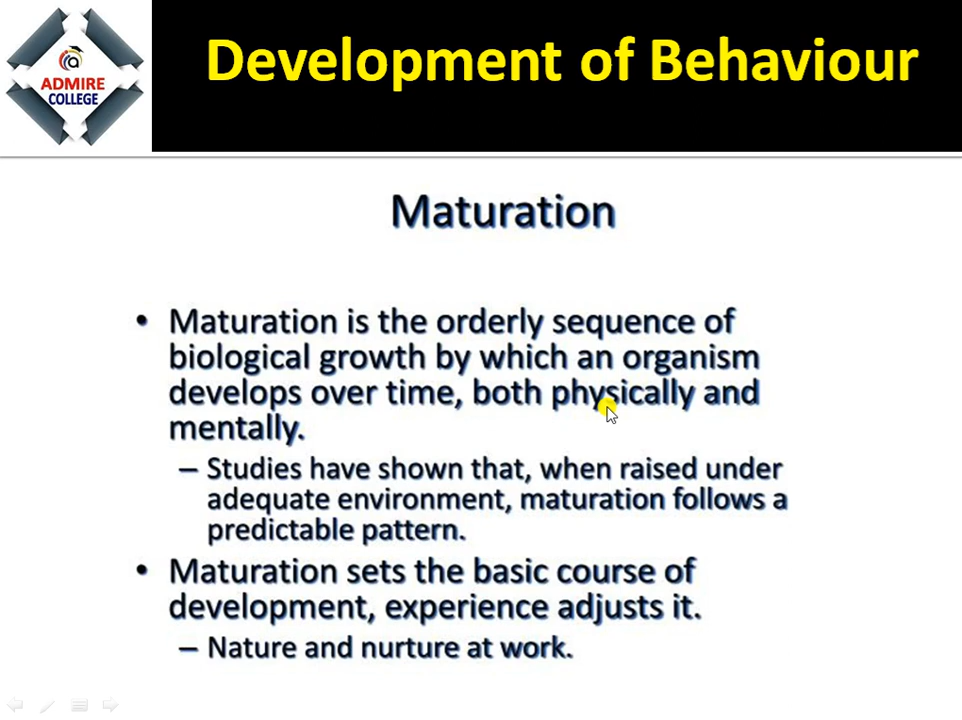 ADMIRE
COLLEGE
Development of Behaviour
Maturation
• Maturation is the orderly sequence of
biological growth by which an organism
develops over time, both physically and
mentally.
– Studies have shown that, when raised under
adequate environment, maturation follows a
predictable pattern.
• Maturation sets the basic course of
development, experience adjusts it.
– Nature and nurture at work.